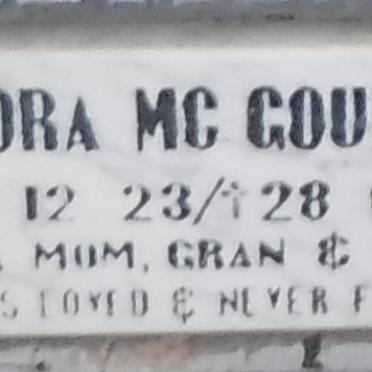 ORA MC GOU
12 23/†28
MOM, GRAN &
S LOVED & NEVER F